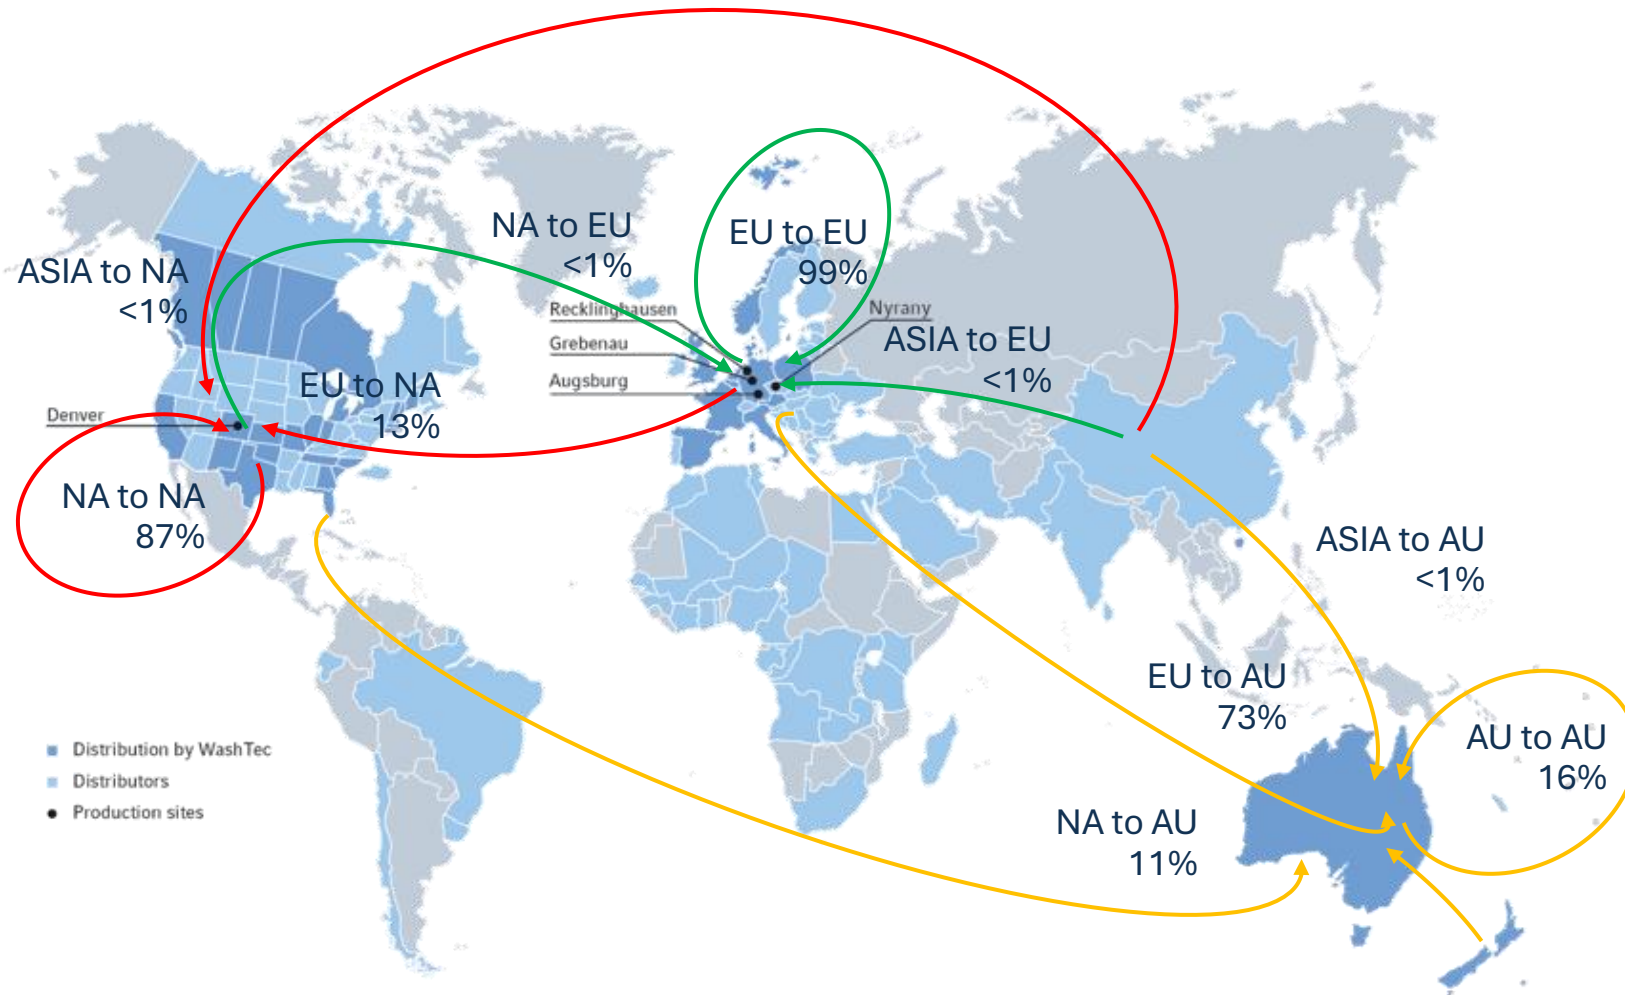 NA to EU
<1%
EU to EU
99%
ASIA to NA
<1%
Recklinghausen
Nyrany
Grebenau
ASIA to EU
<1%
Augsburg
EU to NA
13%
Denver
NA to NA
87%
ASIA to AU
<1%
EU to AU
73%
AU to AU
16%
NA to AU
11%
Distribution by WashTec
Distributors
Production sites